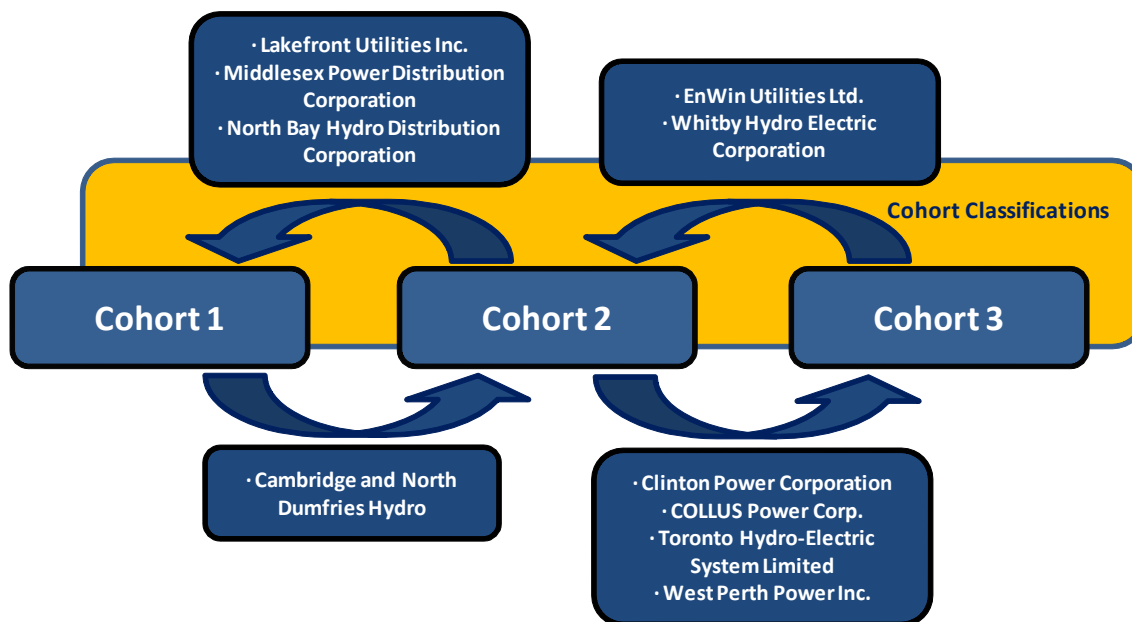 · Lakefront Utilities Inc.
· Middlesex Power Distribution
Corporation
· North Bay Hydro Distribution
Corporation
· EnWin Utilities Ltd.
· Whitby Hydro Electric
Corporation
Cohort Classifications
Cohort 1
Cohort 2
Cohort 3
· Cambridge and North
Dumfries Hydro
· Clinton Power Corporation
· COLLUS Power Corp.
· Toronto Hydro-Electric
System Limited
· West Perth Power Inc.